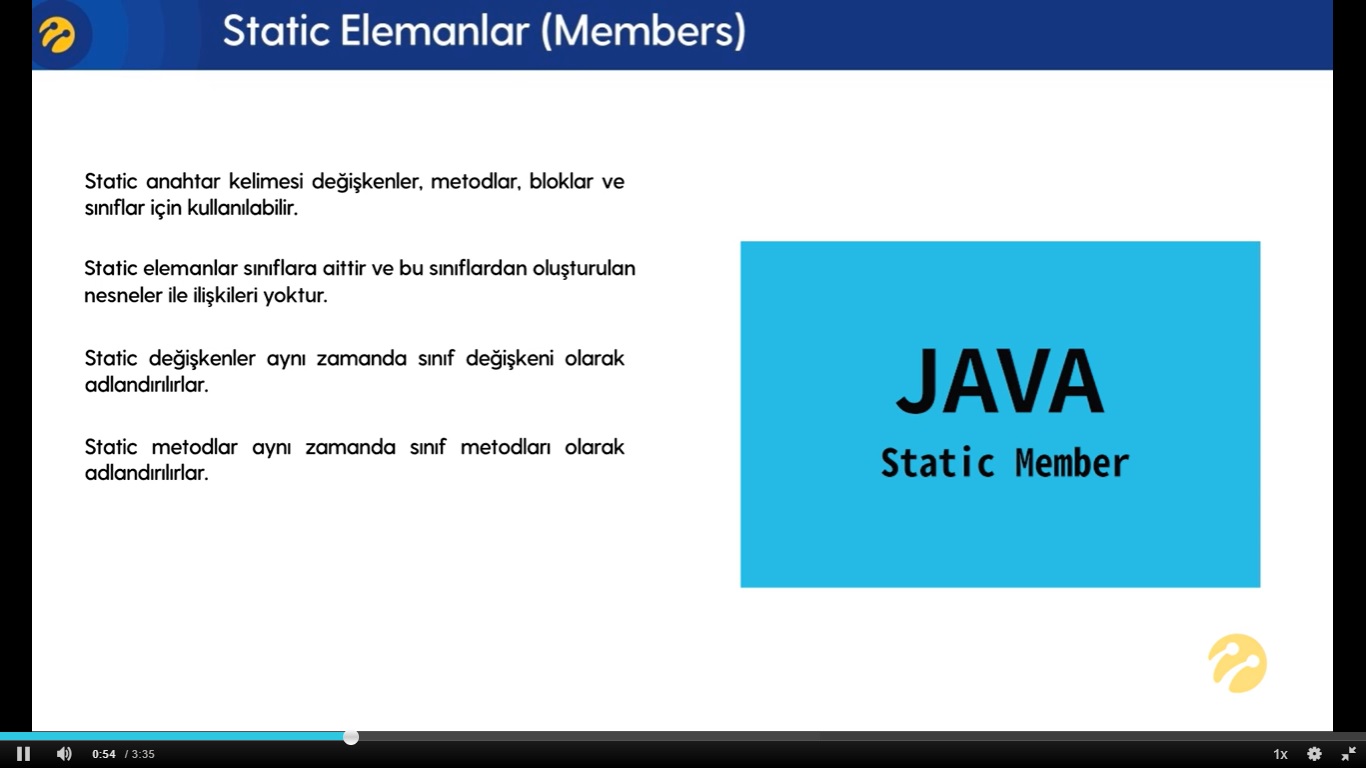 Static Elemanlar (Members)
Static anahtar kelimesi değişkenler, metodlar, bloklar ve
sınıflar için kullanılabilir.
Static elemanlar sınıflara aittir ve bu sınıflardan oluşturulan
nesneler ile ilişkileri yoktur.
Static değişkenler aynı zamanda sınıf değişkeni olarak
adlandırılırlar.
Static metodlar aynı zamanda sınıf metodları olarak
adlandırılırlar.
JAVA
Static Member
0:54 / 3:35
1x